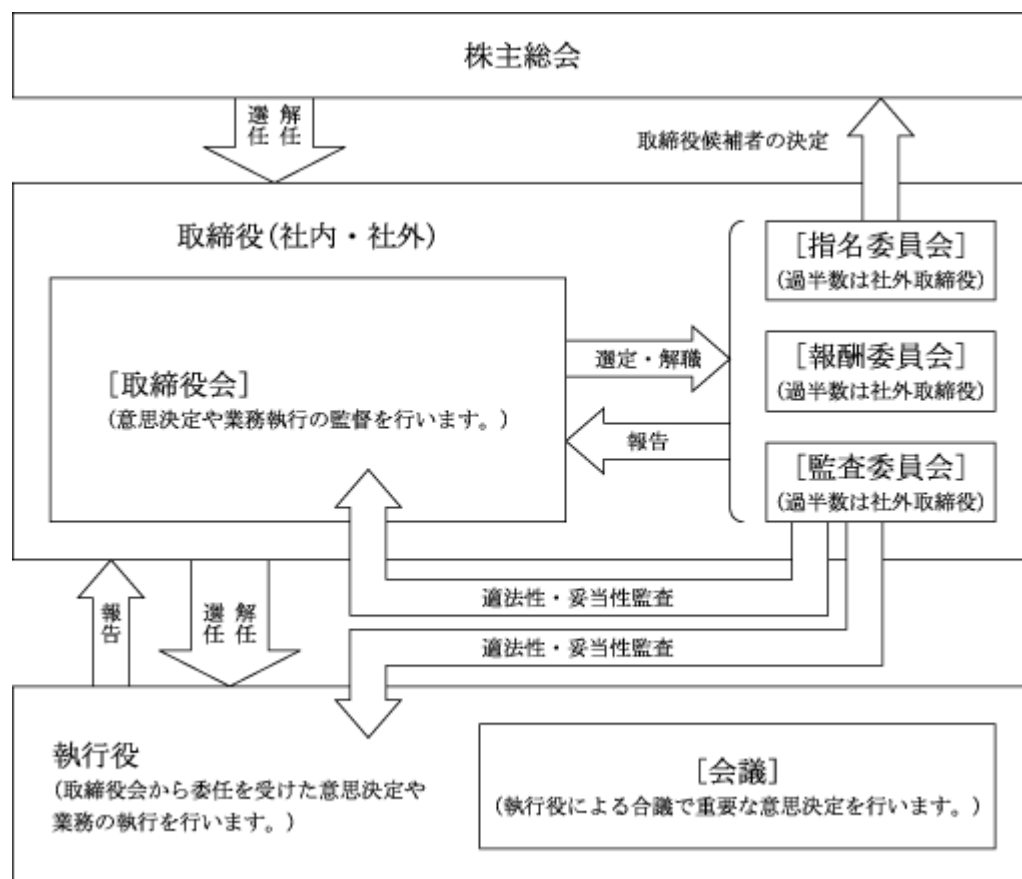 株主総会
選任
解任
取締役候補者の決定
取締役(社内・社外)
[指名委員会]
(過半数は社外取締役)
[取締役会]
(意思決定や業務執行の監督を行います。)
選定・解職
[報酬委員会]
(過半数は社外取締役)
報告
[監査委員会]
(過半数は社外取締役)
適法性・妥当性監査
報告
選任
解任
適法性・妥当性監査
執行役
(取締役会から委任を受けた意思決定や
業務の執行を行います。)
[会議]
(執行役による合議で重要な意思決定を行います。)